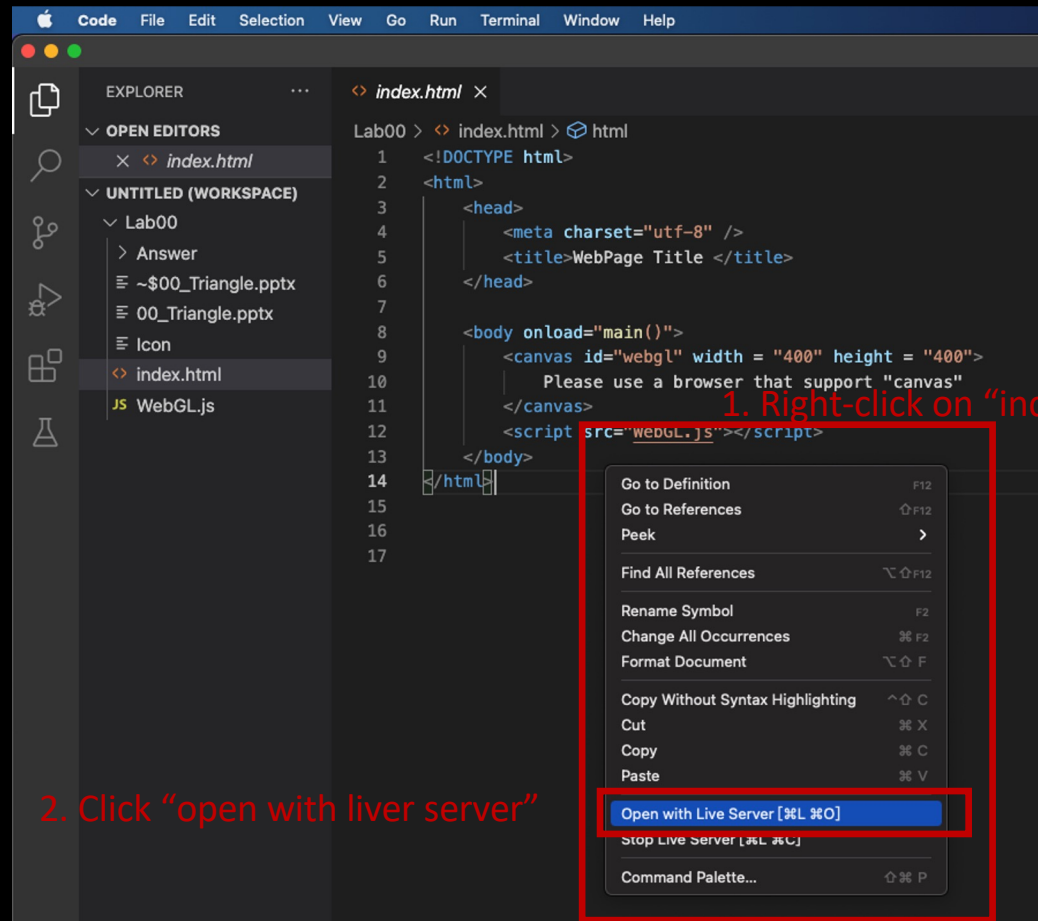 Code File Edit Selection View Go Run Terminal Window Help
EXPLORER ···
OPEN EDITORS
× <> index.html
UNTITLED (WORKSPACE)
Lab00
Answer
~$00_Triangle.pptx
00_Triangle.pptx
Icon
<> index.html
JS WebGL.js
<> index.html ×
Lab00 > <> index.html > html
1 <!DOCTYPE html>
2 <html>
3 <head>
4 <meta charset="utf-8" />
5 <title>WebPage Title </title>
6 </head>
7
8 <body onload="main()">
9 <canvas id="webgl" width = "400" height = "400">
10 Please use a browser that support "canvas"
11 </canvas>
12 <script src="WebGL.js"></script>
13 </body>
14 </html>
15
16
17
1. Right-click on “
Go to Definition F12
Go to References ⇧F12
Peek >
Find All References ⌥⇧F12
Rename Symbol F2
Change All Occurrences ⌘F2
Format Document ⌥⇧F
Copy Without Syntax Highlighting ^⇧C
Cut ⌘X
Copy ⌘C
Paste ⌘V
Open with Live Server [⌘L ⌘O]
Stop Live Server [⌘L ⌘C]
Command Palette... ⇧⌘P
2. Click “open with liver server”